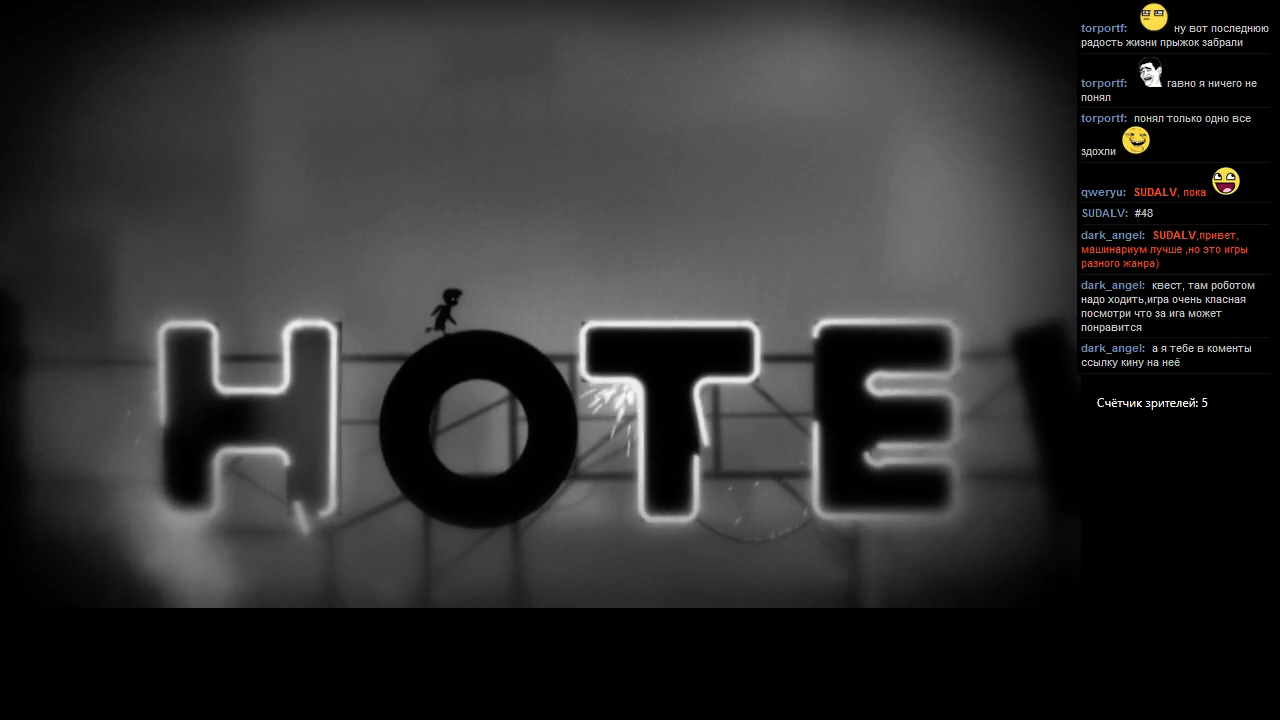 HOTE
torportf: ну вот последнюю
радость жизни прыжок забрали
torportf: гавно я ничего не
понял
torportf: понял только одно все
здохли
qweryu: SUDALV, пока
SUDALV: #48
dark_angel: SUDALV,привет,
машинариум лучше ,но это игры
разного жанра)
dark_angel: квест, там роботом
надо ходить,игра очень класная
посмотри что за ига может
понравится
dark_angel: а я тебе в коменты
ссылку кину на неё
Счётчик зрителей: 5